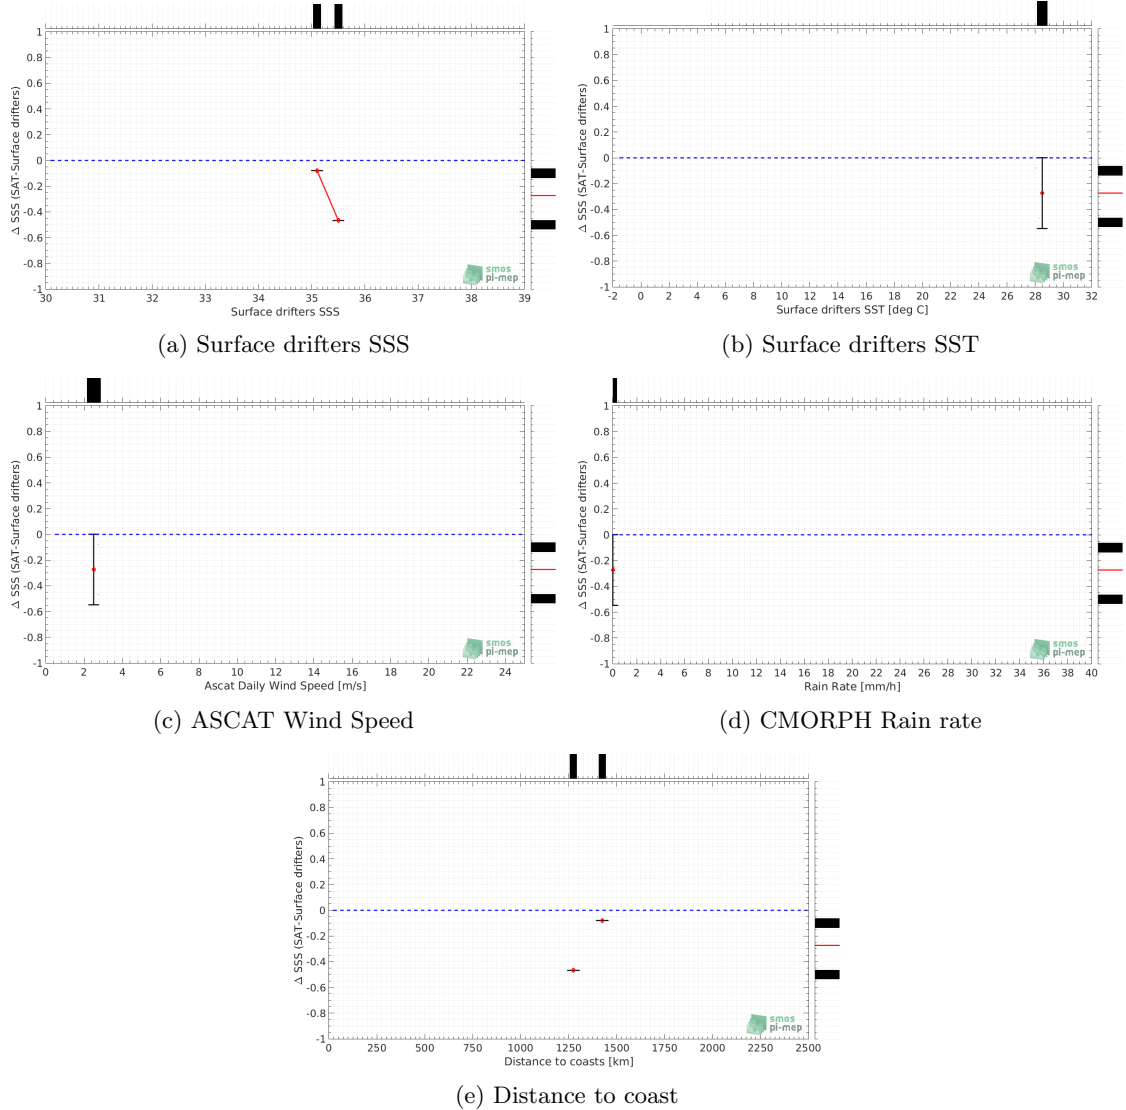 1
0.8
0.6
0.4
0.2
0
-0.2
-0.4
-0.6
-0.8
-1
Δ SSS (SAT-Surface drifters)
30 31 32 33 34 35 36 37 38 39
Surface drifters SSS
smos
pi-mep
(a) Surface drifters SSS
1
0.8
0.6
0.4
0.2
0
-0.2
-0.4
-0.6
-0.8
-1
Δ SSS (SAT-Surface drifters)
-2 0 2 4 6 8 10 12 14 16 18 20 22 24 26 28 30 32
Surface drifters SST [deg C]
smos
pi-mep
(b) Surface drifters SST
1
0.8
0.6
0.4
0.2
0
-0.2
-0.4
-0.6
-0.8
-1
Δ SSS (SAT-Surface drifters)
0 2 4 6 8 10 12 14 16 18 20 22 24
Ascat Daily Wind Speed [m/s]
smos
pi-mep
(c) ASCAT Wind Speed
1
0.8
0.6
0.4
0.2
0
-0.2
-0.4
-0.6
-0.8
-1
Δ SSS (SAT-Surface drifters)
0 2 4 6 8 10 12 14 16 18 20 22 24 26 28 30 32 34 36 38 40
Rain Rate [mm/h]
smos
pi-mep
(d) CMORPH Rain rate
1
0.8
0.6
0.4
0.2
0
-0.2
-0.4
-0.6
-0.8
-1
Δ SSS (SAT-Surface drifters)
0 250 500 750 1000 1250 1500 1750 2000 2250 2500
Distance to coasts [km]
smos
pi-mep
(e) Distance to coast